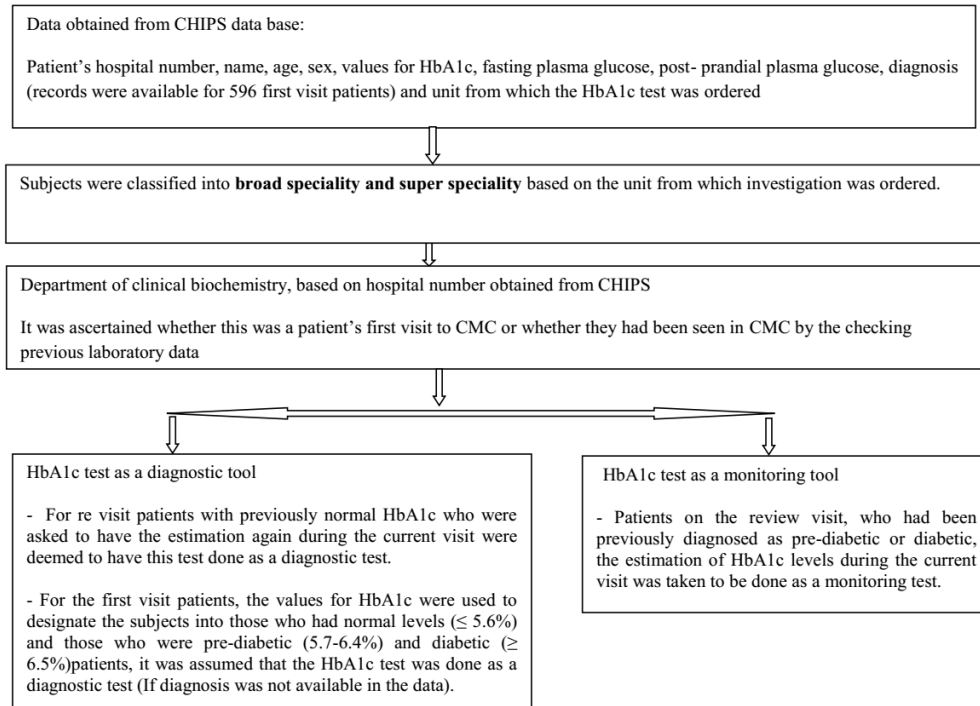 Data obtained from CHIPS data base:
Patient's hospital number, name, age, sex, values for HbA1c, fasting plasma glucose, post- prandial plasma glucose, diagnosis
(records were available for 596 first visit patients) and unit from which the HbA1c test was ordered
Subjects were classified into broad speciality and super speciality based on the unit from which investigation was ordered.
Department of clinical biochemistry, based on hospital number obtained from CHIPS
It was ascertained whether this was a patient's first visit to CMC or whether they had been seen in CMC by the checking
previous laboratory data
HbA1c test as a diagnostic tool
- For re visit patients with previously normal HbA1c who were
asked to have the estimation again during the current visit were
deemed to have this test done as a diagnostic test.
- For the first visit patients, the values for HbA1c were used to
designate the subjects into those who had normal levels (≤ 5.6%)
and those who were pre-diabetic (5.7-6.4%) and diabetic (≥
6.5%)patients, it was assumed that the HbA1c test was done as a
diagnostic test (If diagnosis was not available in the data).
HbA1c test as a monitoring tool
- Patients on the review visit, who had been
previously diagnosed as pre-diabetic or diabetic,
the estimation of HbA1c levels during the current
visit was taken to be done as a monitoring test.